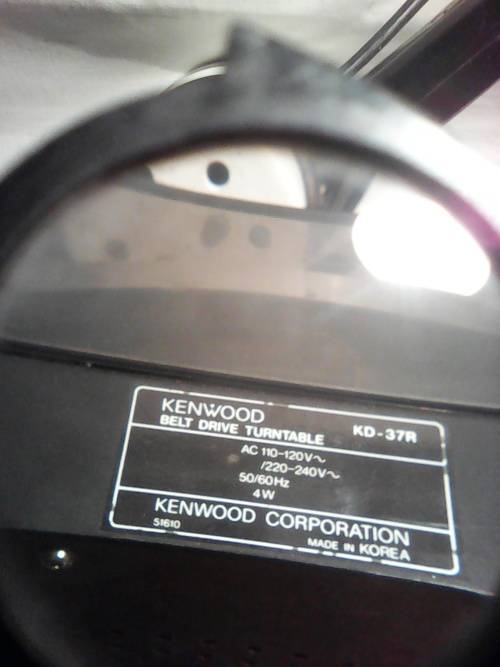 KENWOOD KD-37R
BELT DRIVE TURNTABLE
AC 110-120V~
/220-240V~
50/60Hz
4W
KENWOOD CORPORATION
51610 MADE IN KOREA